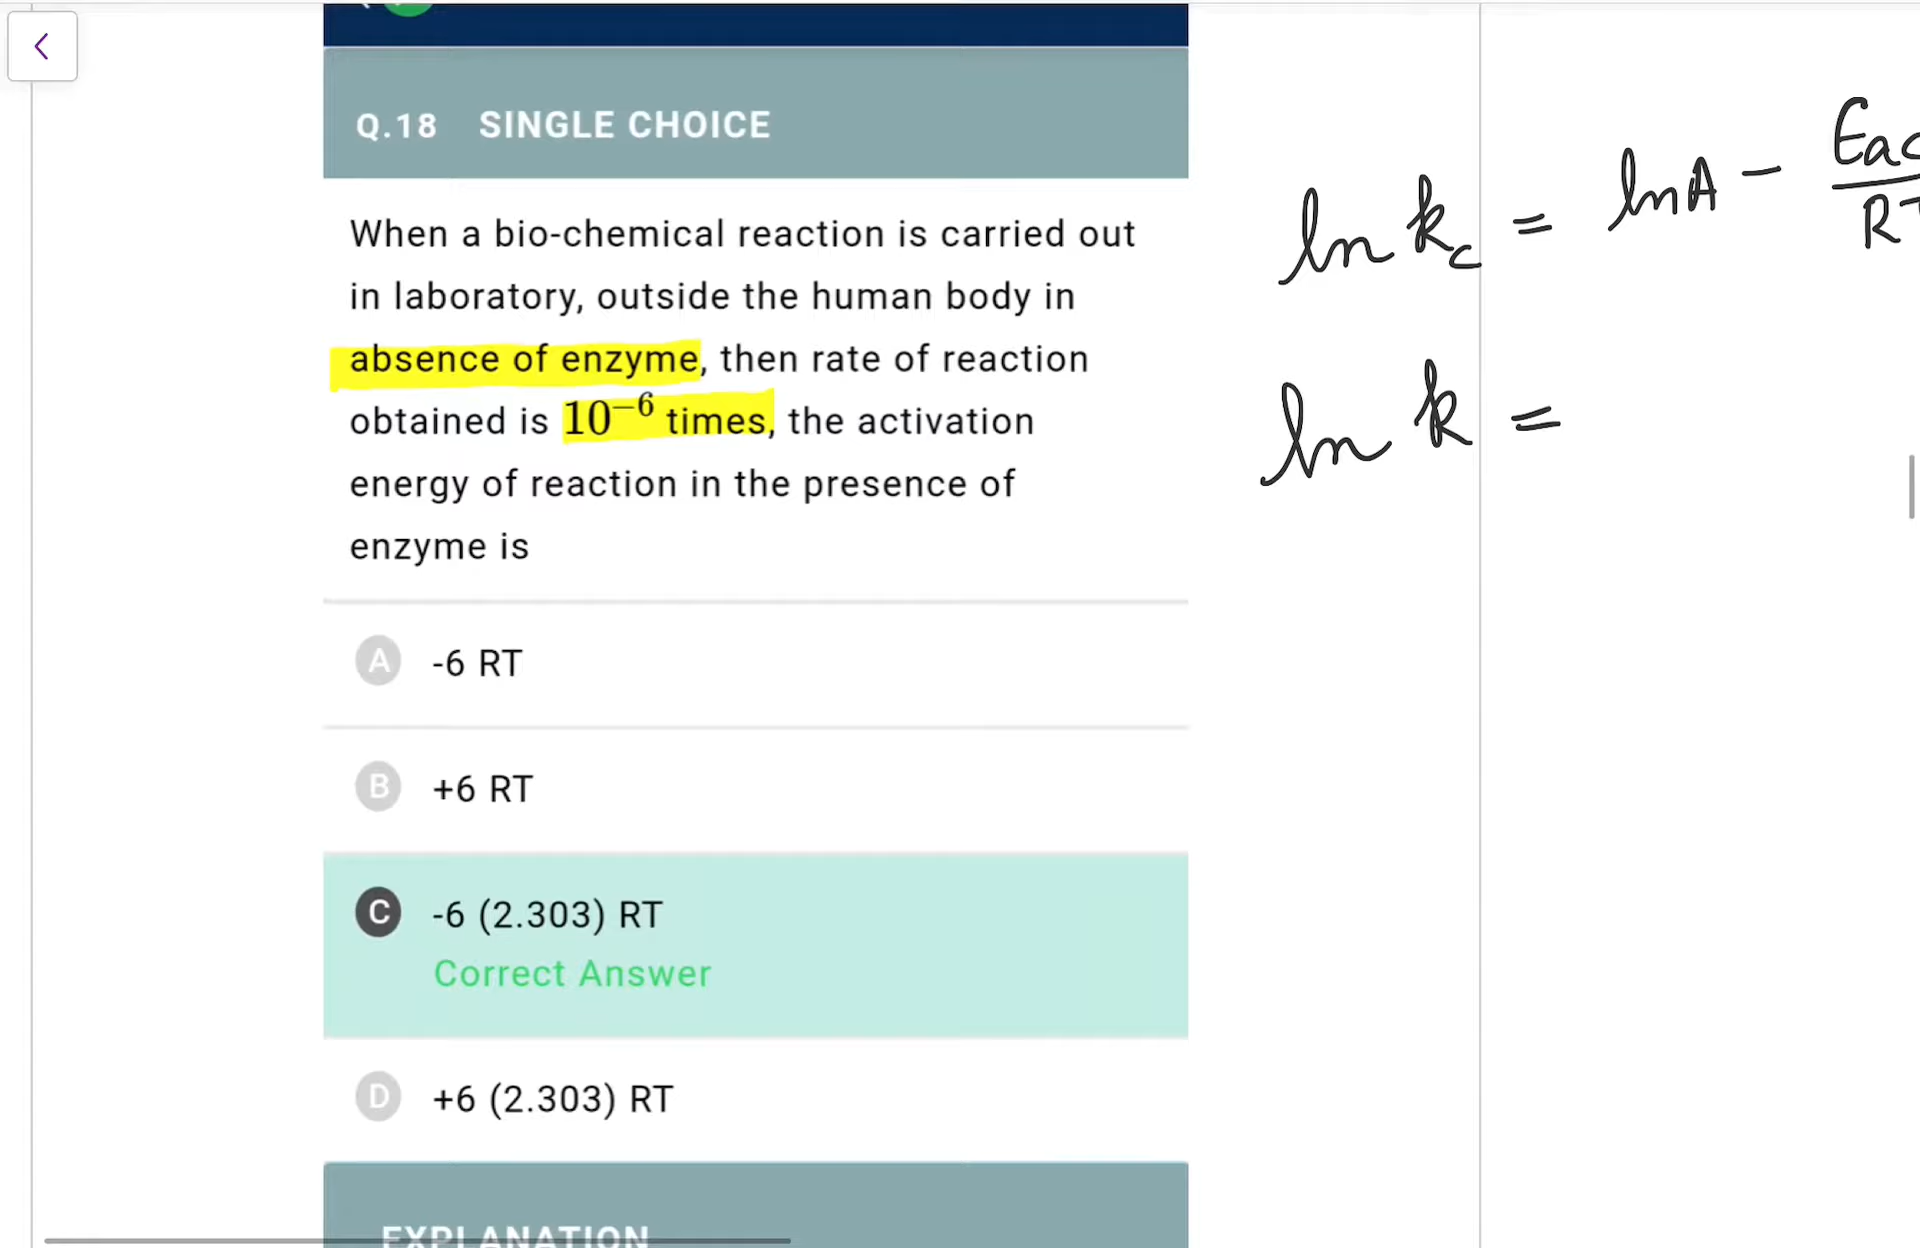 Q.18 SINGLE CHOICE
When a bio-chemical reaction is carried out
in laboratory, outside the human body in
absence of enzyme, then rate of reaction
obtained is 10⁻⁶ times, the activation
energy of reaction in the presence of
enzyme is
A -6 RT
B +6 RT
C -6 (2.303) RT
Correct Answer
D +6 (2.303) RT
EXPLANATION
ln k_c = ln A - Eac/RT
ln k =